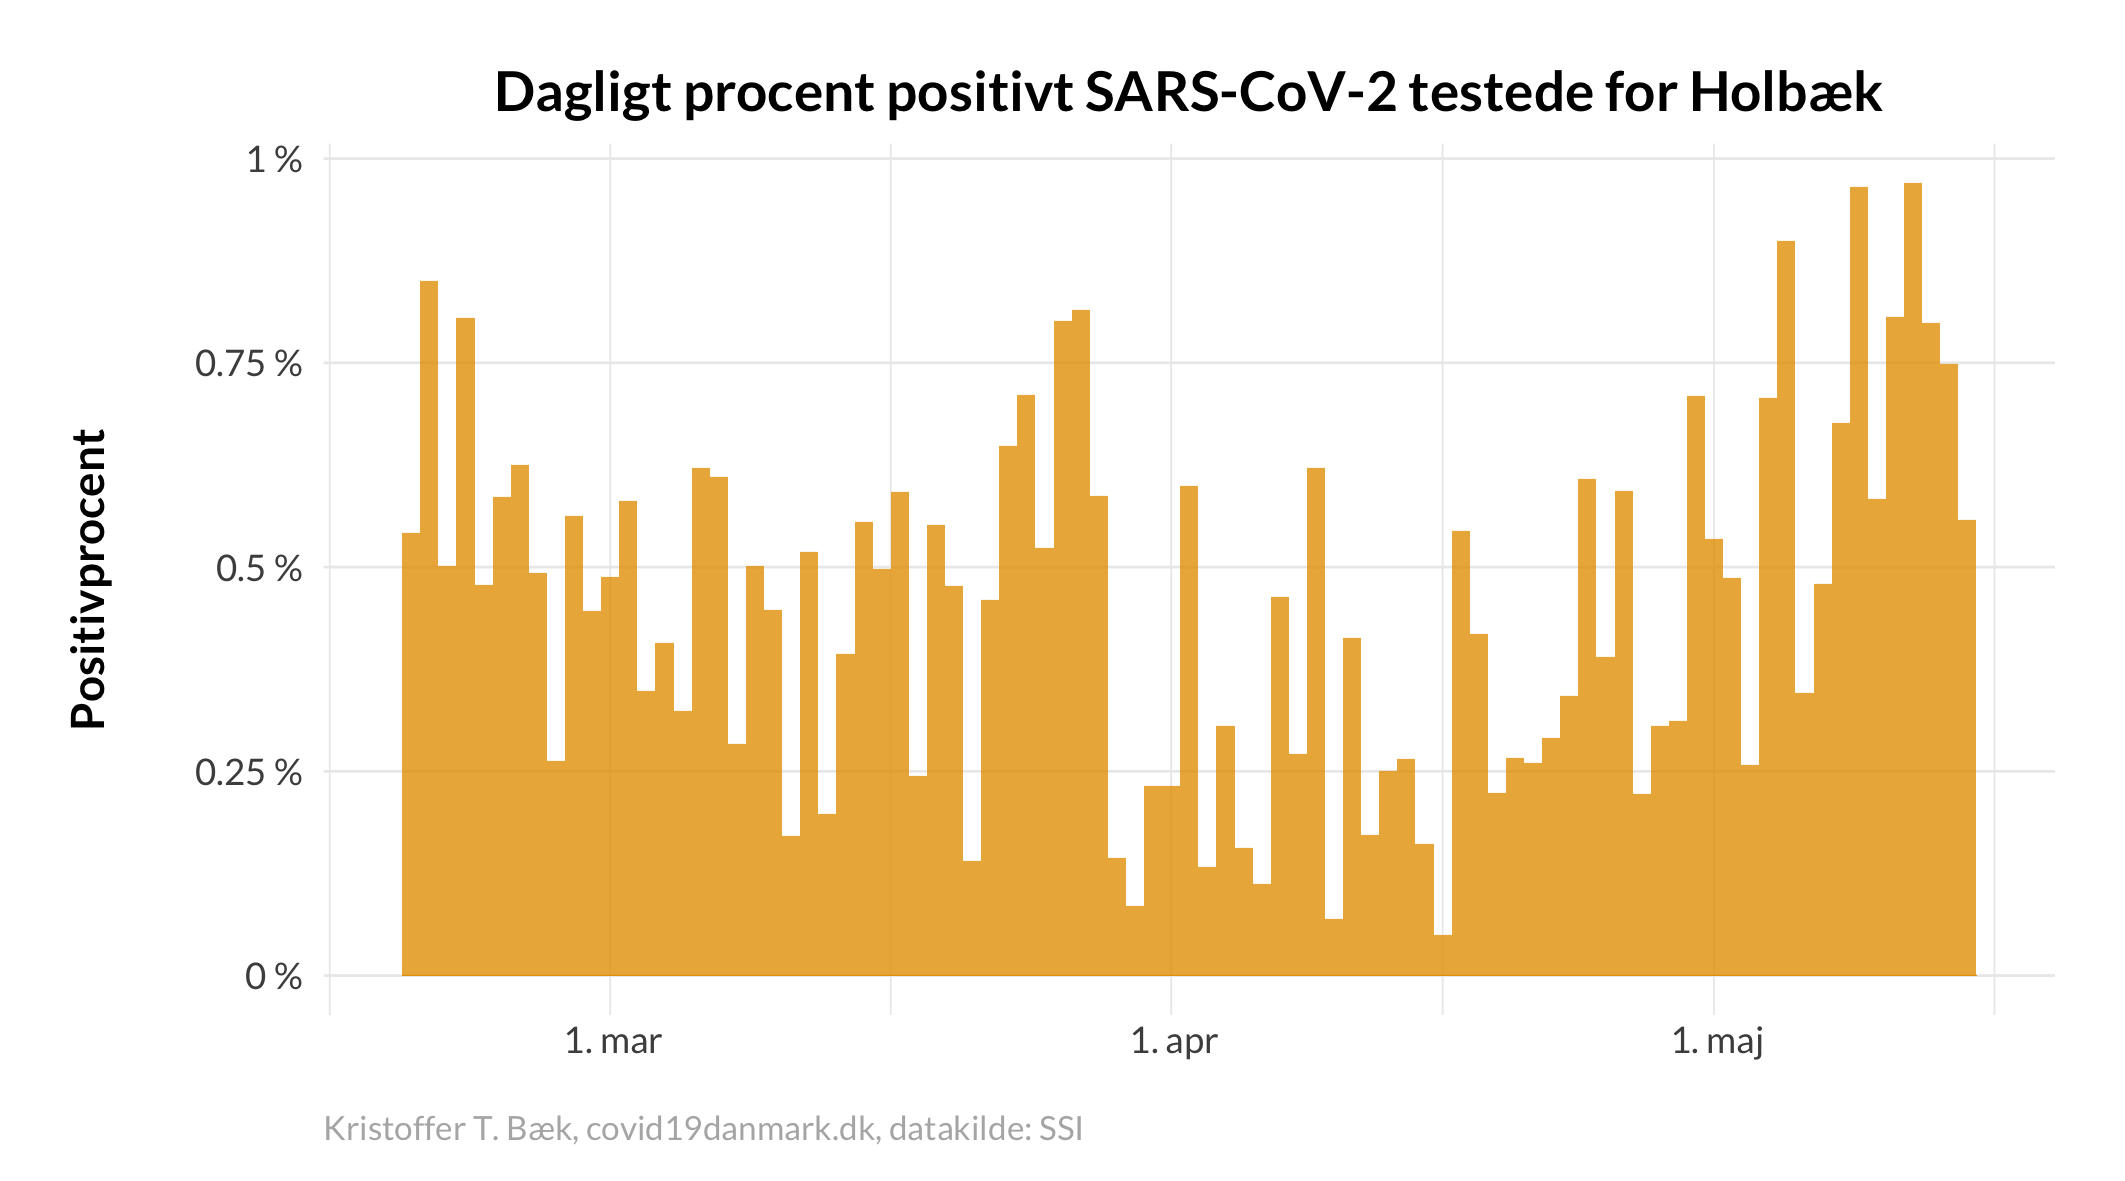 Dagligt procent positivt SARS-CoV-2 testede for Holbæk
Positivprocent
1 %
0.75 %
0.5 %
0.25 %
0 %
1. mar
1. apr
1. maj
Kristoffer T. Bæk, covid19danmark.dk, datakilde: SSI